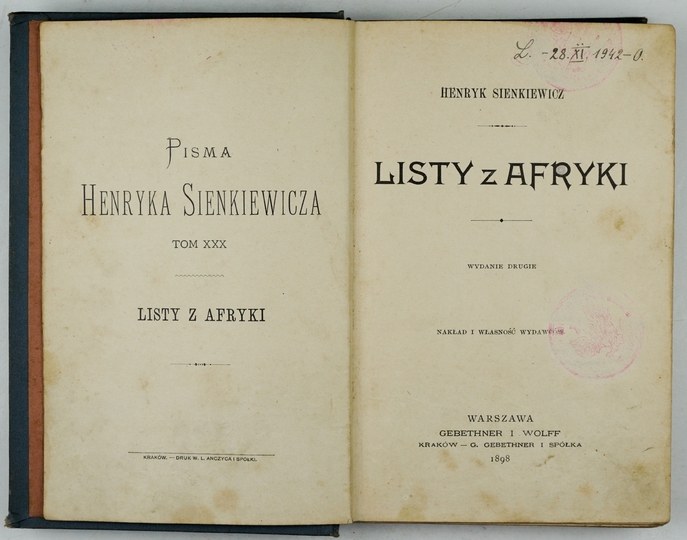 PISMA
HENRYKA SIENKIEWICZA
TOM XXX
LISTY Z AFRYKI
KRAKÓW. — DRUK W. L. ANCZYCA I SPÓŁKI.
L. - 28. XI. 1942 - O.
HENRYK SIENKIEWICZ
LISTY Z AFRYKI
WYDANIE DRUGIE
NAKŁAD I WŁASNOŚĆ WYDAWCÓW
WARSZAWA
GEBETHNER I WOLFF
KRAKÓW — G. GEBETHNER I SPÓŁKA
1898